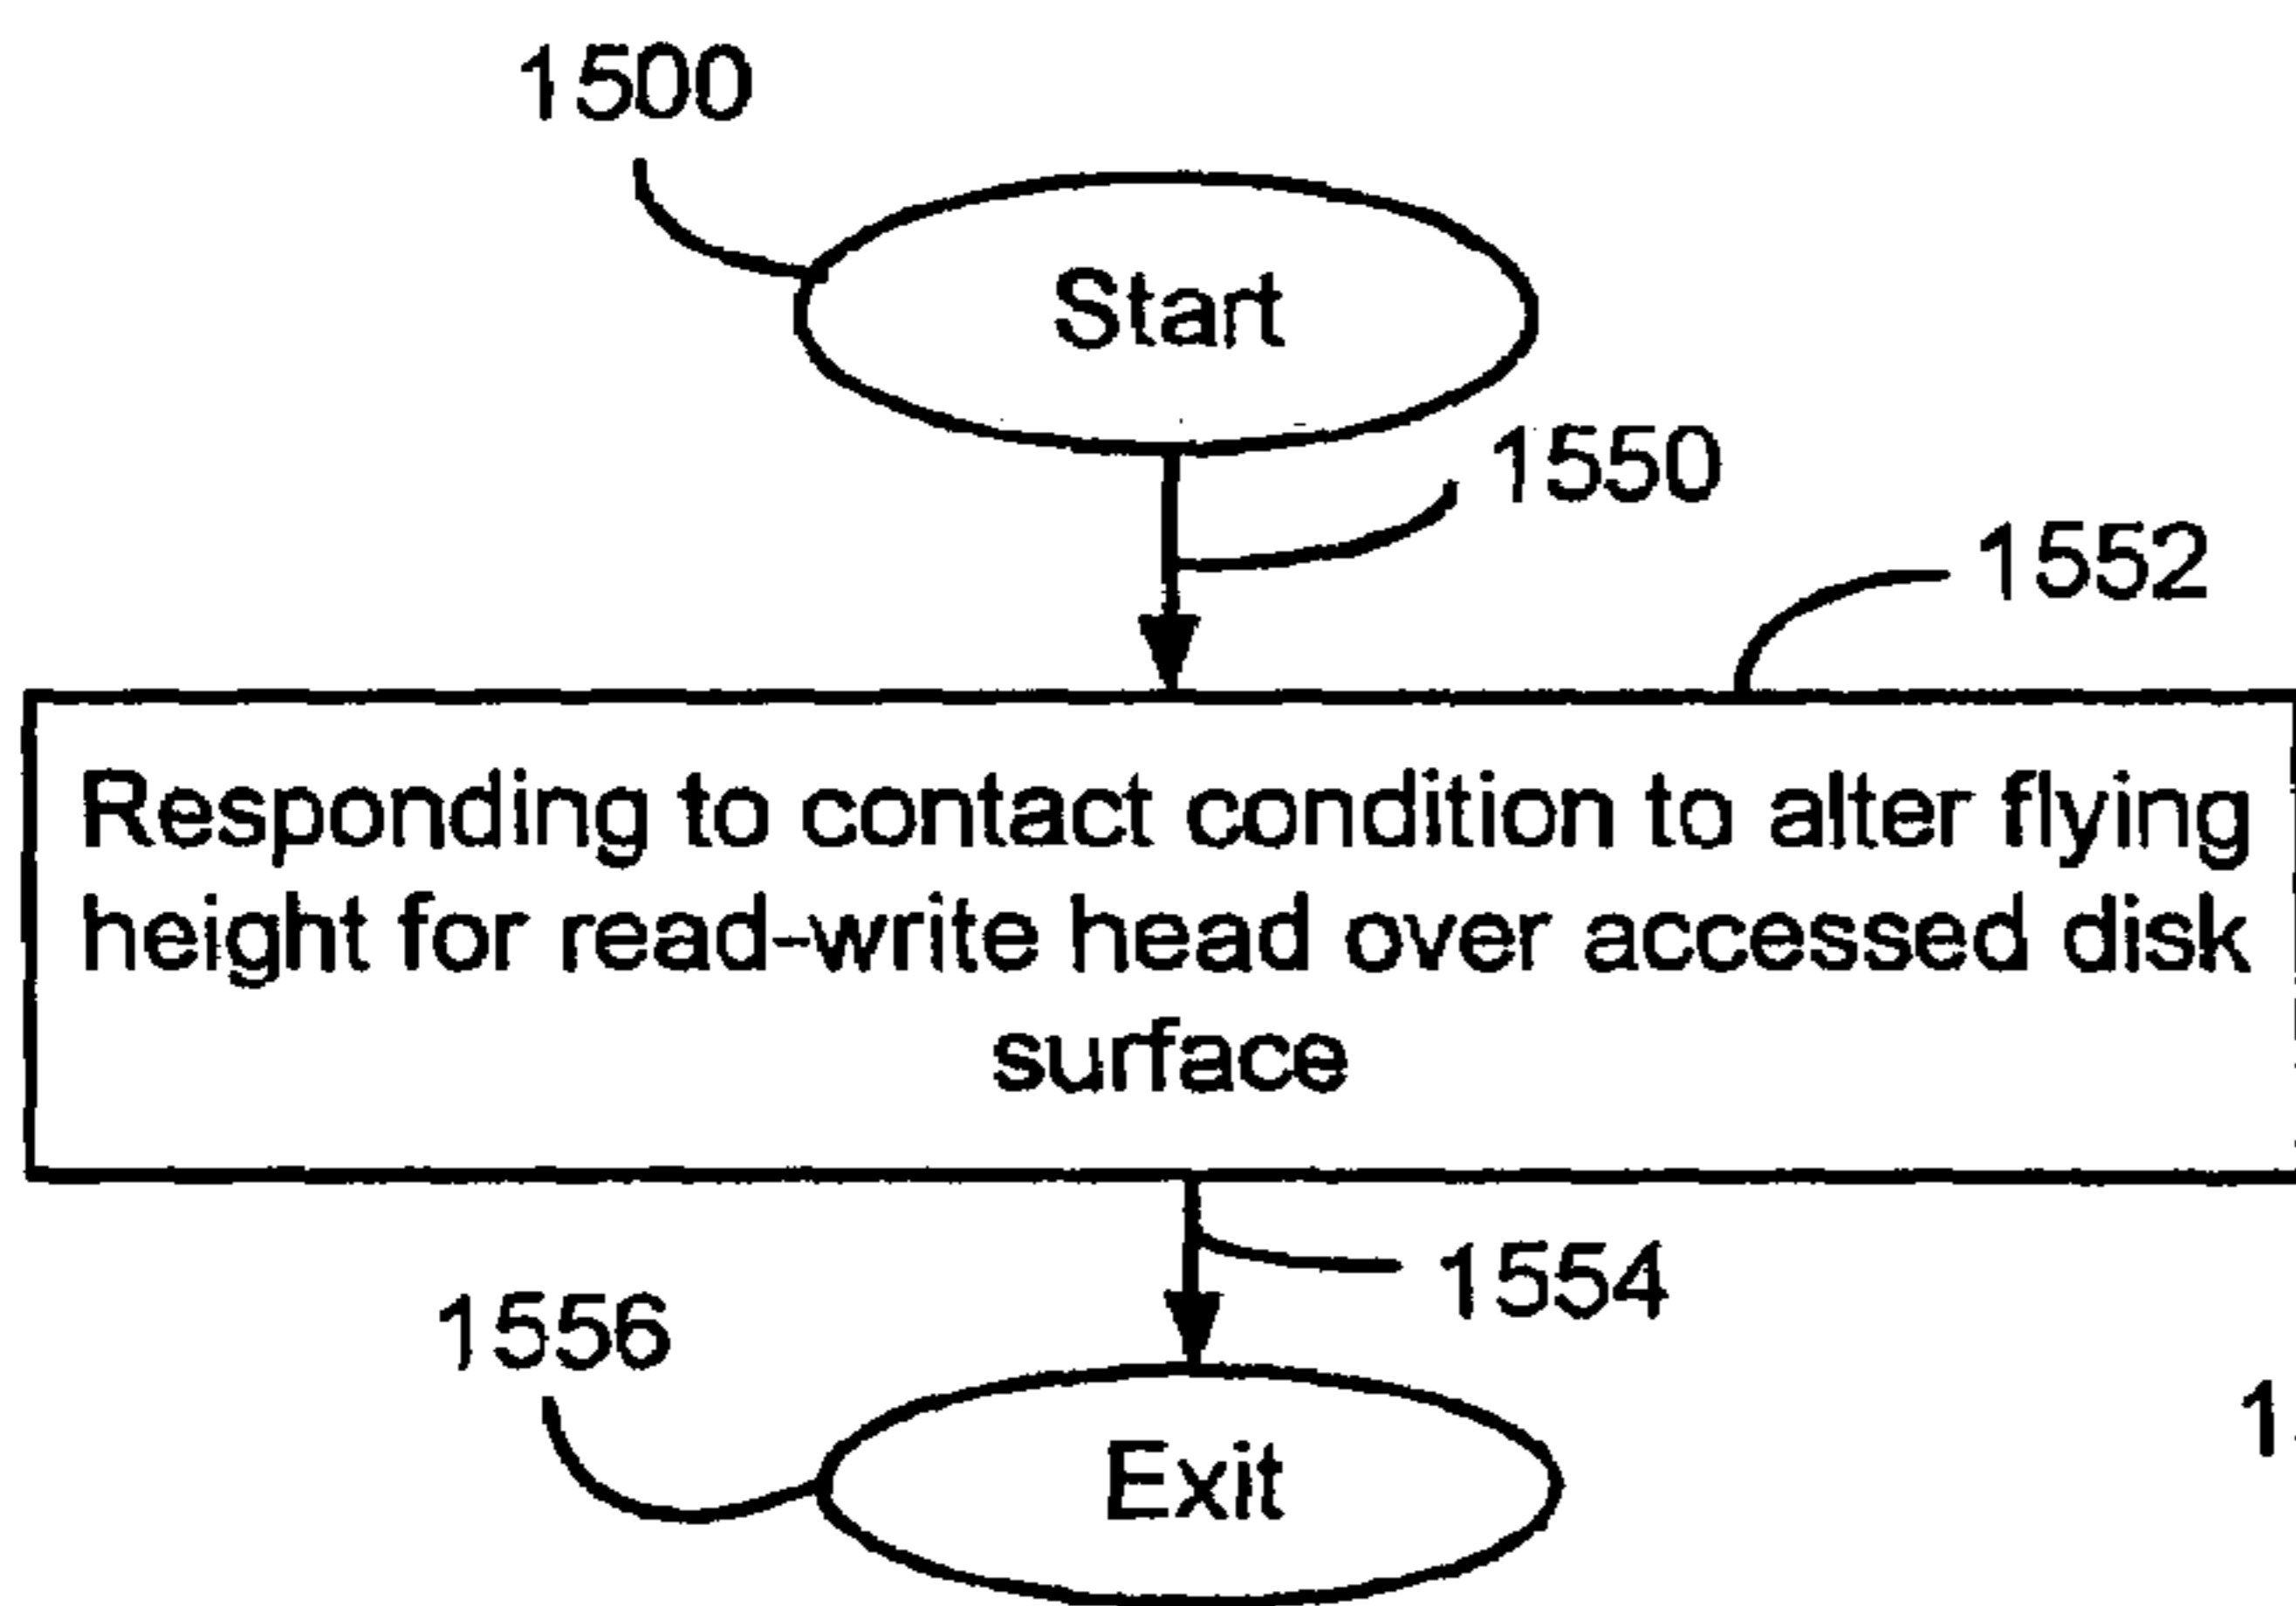 1500
Start
1550
1552
Responding to contact condition to alter flying
height for read-write head over accessed disk
surface
1554
1556
Exit